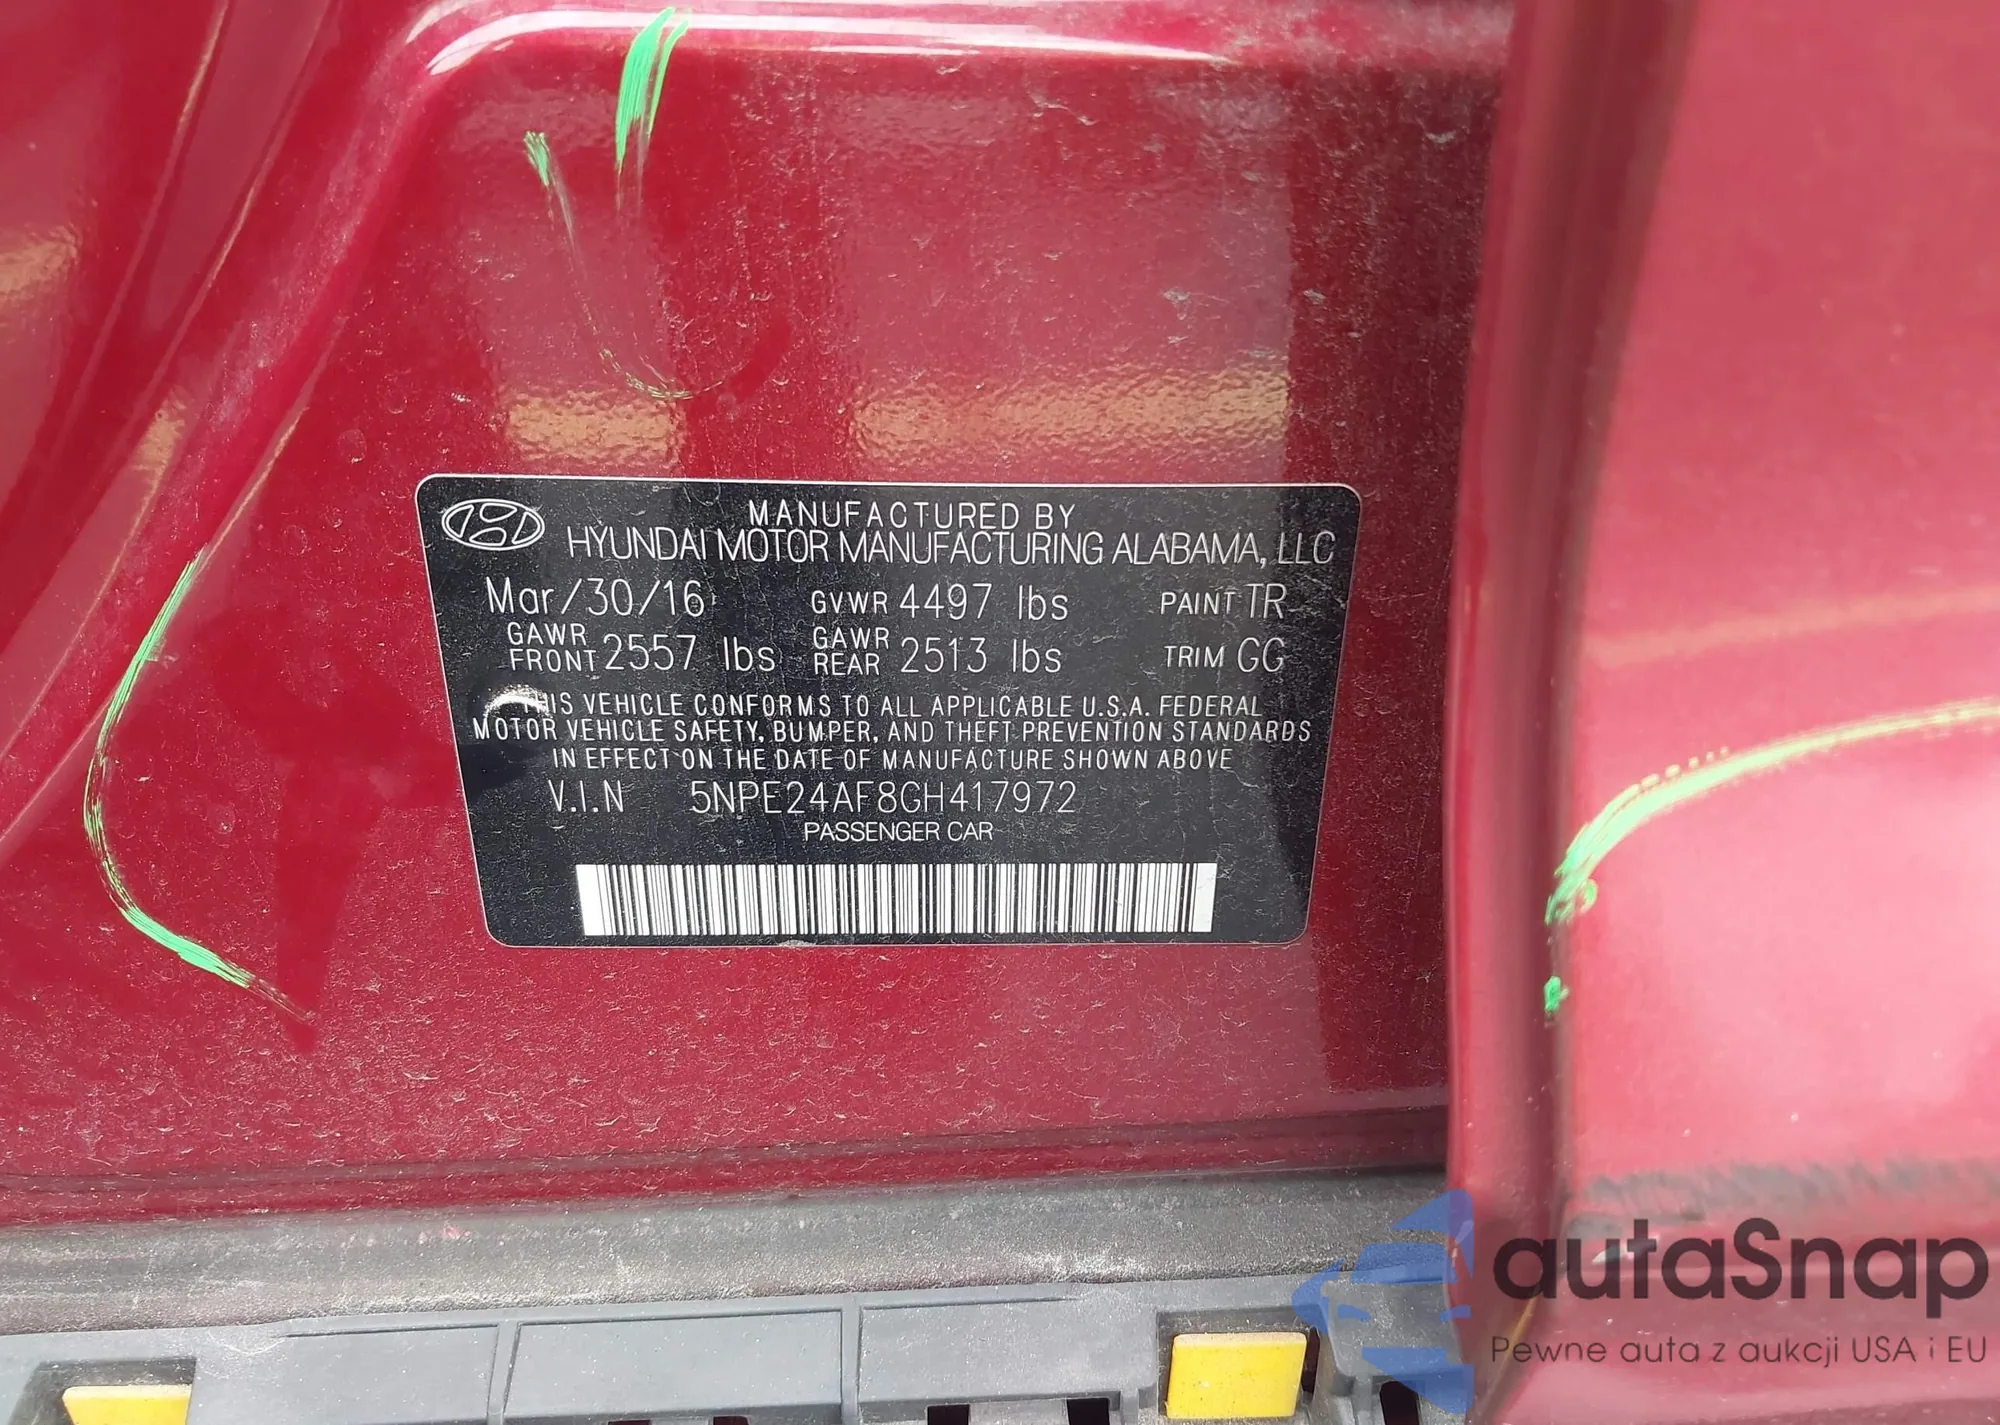 MANUFACTURED BY
HYUNDAI MOTOR MANUFACTURING ALABAMA, LLC
Mar/30/16 GVWR 4497 lbs PAINT TR
GAWR FRONT 2557 lbs GAWR REAR 2513 lbs TRIM GG
THIS VEHICLE CONFORMS TO ALL APPLICABLE U.S.A. FEDERAL
MOTOR VEHICLE SAFETY, BUMPER, AND THEFT PREVENTION STANDARDS
IN EFFECT ON THE DATE OF MANUFACTURE SHOWN ABOVE
V.I.N 5NPE24AF8GH417972
PASSENGER CAR
autaSnap
Pewne auta z aukcji USA i EU